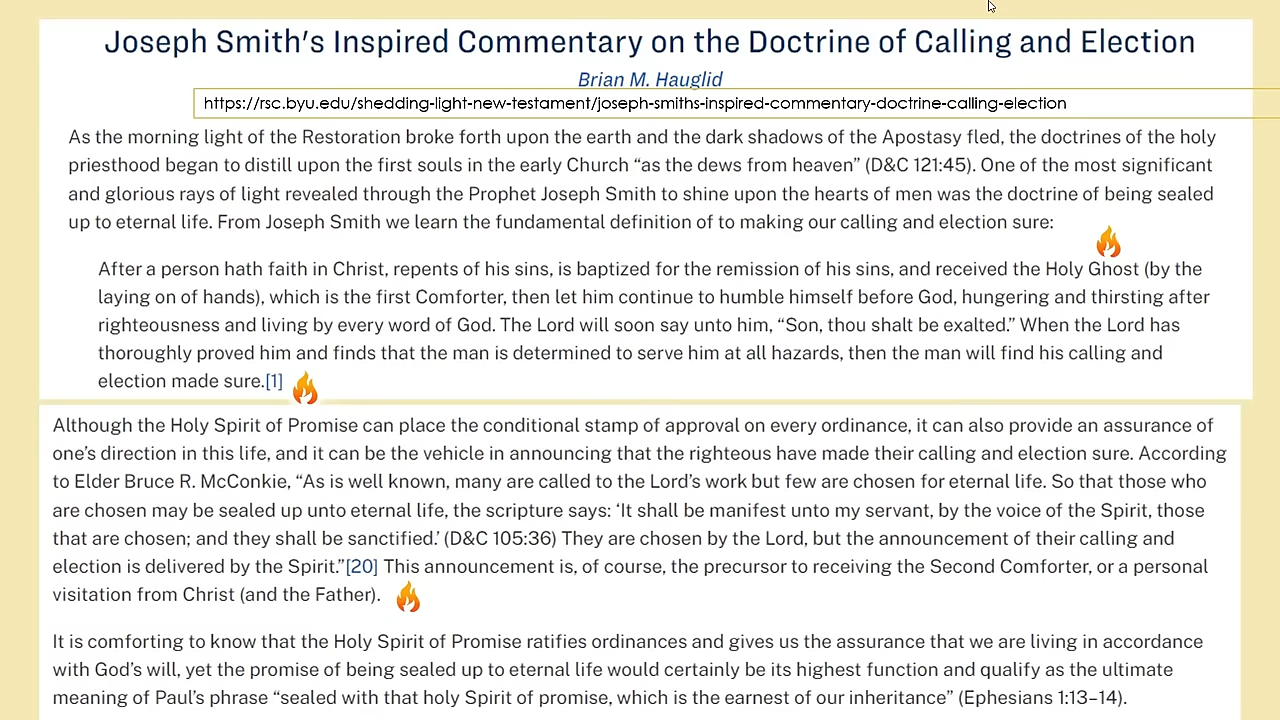 Joseph Smith's Inspired Commentary on the Doctrine of Calling and Election
Brian M. Hauglid
https://rsc.byu.edu/shedding-light-new-testament/joseph-smiths-inspired-commentary-doctrine-calling-election
As the morning light of the Restoration broke forth upon the earth and the dark shadows of the Apostasy fled, the doctrines of the holy
priesthood began to distill upon the first souls in the early Church “as the dews from heaven” (D&C 121:45). One of the most significant
and glorious rays of light revealed through the Prophet Joseph Smith to shine upon the hearts of men was the doctrine of being sealed
up to eternal life. From Joseph Smith we learn the fundamental definition of to making our calling and election sure:
After a person hath faith in Christ, repents of his sins, is baptized for the remission of his sins, and received the Holy Ghost (by the
laying on of hands), which is the first Comforter, then let him continue to humble himself before God, hungering and thirsting after
righteousness and living by every word of God. The Lord will soon say unto him, “Son, thou shalt be exalted.” When the Lord has
thoroughly proved him and finds that the man is determined to serve him at all hazards, then the man will find his calling and
election made sure.[1]
Although the Holy Spirit of Promise can place the conditional stamp of approval on every ordinance, it can also provide an assurance of
one’s direction in this life, and it can be the vehicle in announcing that the righteous have made their calling and election sure. According
to Elder Bruce R. McConkie, “As is well known, many are called to the Lord’s work but few are chosen for eternal life. So that those who
are chosen may be sealed up unto eternal life, the scripture says: ‘It shall be manifest unto my servant, by the voice of the Spirit, those
that are chosen; and they shall be sanctified.’ (D&C 105:36) They are chosen by the Lord, but the announcement of their calling and
election is delivered by the Spirit.”[20] This announcement is, of course, the precursor to receiving the Second Comforter, or a personal
visitation from Christ (and the Father).
It is comforting to know that the Holy Spirit of Promise ratifies ordinances and gives us the assurance that we are living in accordance
with God’s will, yet the promise of being sealed up to eternal life would certainly be its highest function and qualify as the ultimate
meaning of Paul’s phrase “sealed with that holy Spirit of promise, which is the earnest of our inheritance” (Ephesians 1:13–14).